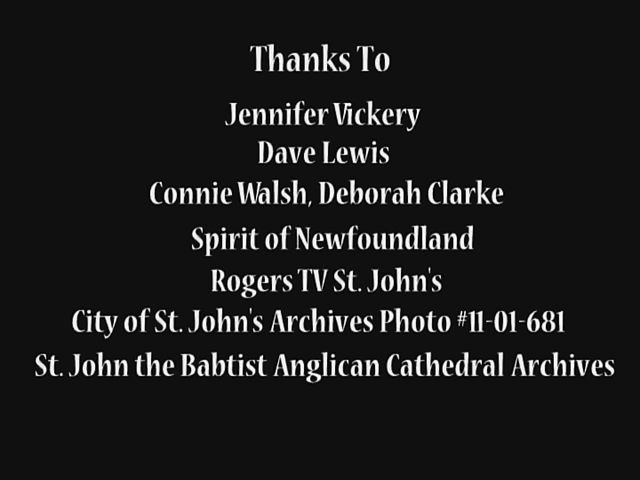 Thanks To
Jennifer Vickery
Dave Lewis
Connie Walsh, Deborah Clarke
Spirit of Newfoundland
Rogers TV St. John's
City of St. John's Archives Photo #11-01-681
St. John the Babtist Anglican Cathedral Archives